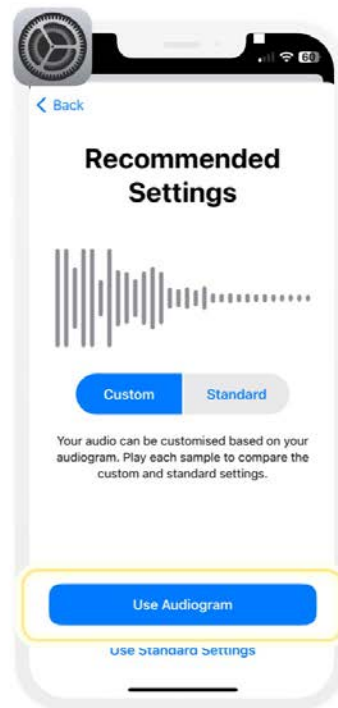 60
Back
Recommended
Settings
Custom
Standard
Your audio can be customised based on your
audiogram. Play each sample to compare the
custom and standard settings.
Use Audiogram
Use Standard Settings